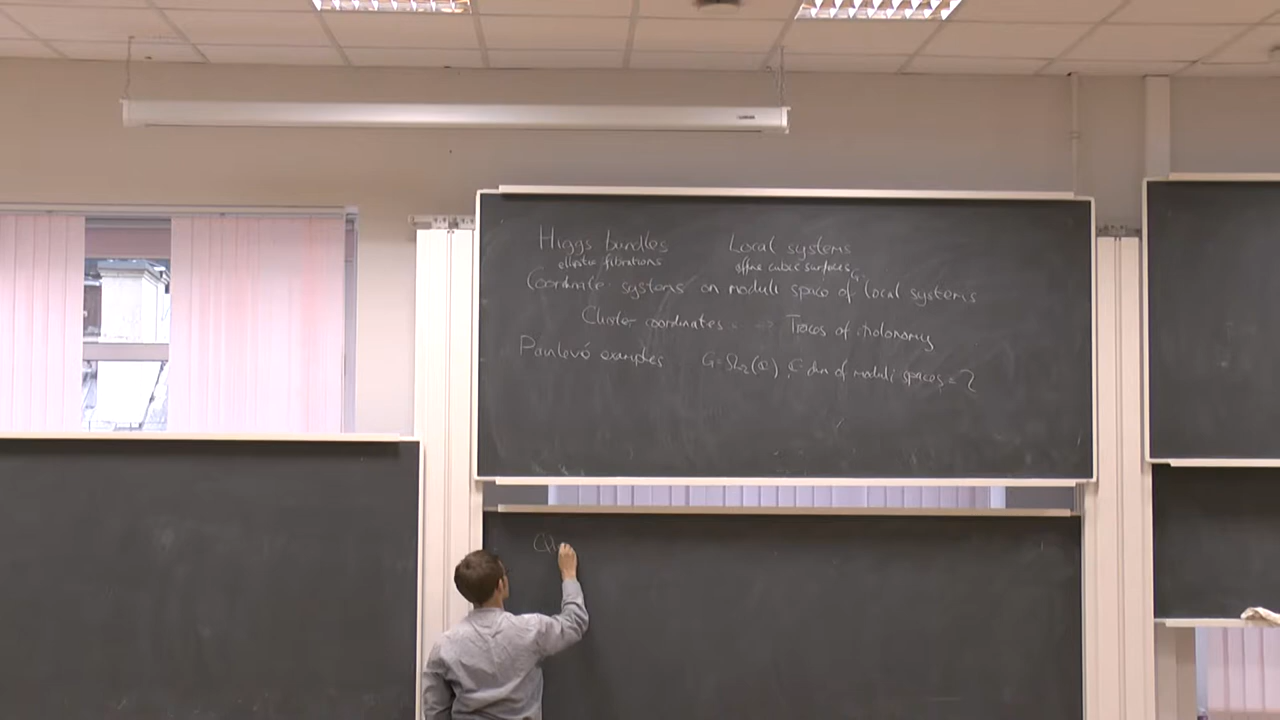 Higgs bundles Local systems
elliptic fibrations affine cubic surfaces
Coordinate systems on moduli space of local systems
Cluster coordinates Traces of holonomy
Painlevé examples G = SL₂(C), C dim of moduli spaces = 2